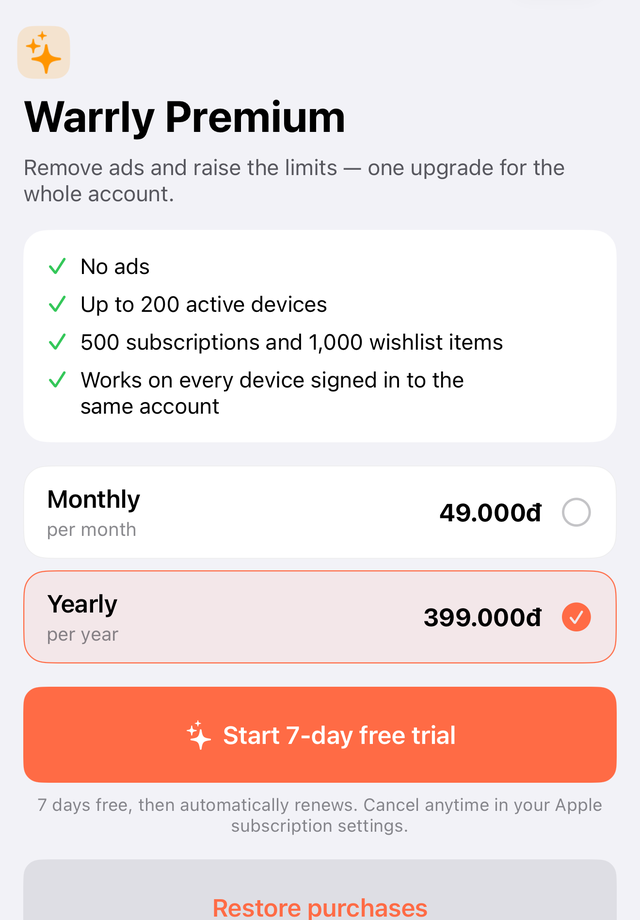 Warrly Premium
Remove ads and raise the limits — one upgrade for the
whole account.
No ads
Up to 200 active devices
500 subscriptions and 1,000 wishlist items
Works on every device signed in to the
same account
Monthly
per month
49.000đ
Yearly
per year
399.000đ
Start 7-day free trial
7 days free, then automatically renews. Cancel anytime in your Apple
subscription settings.
Restore purchases